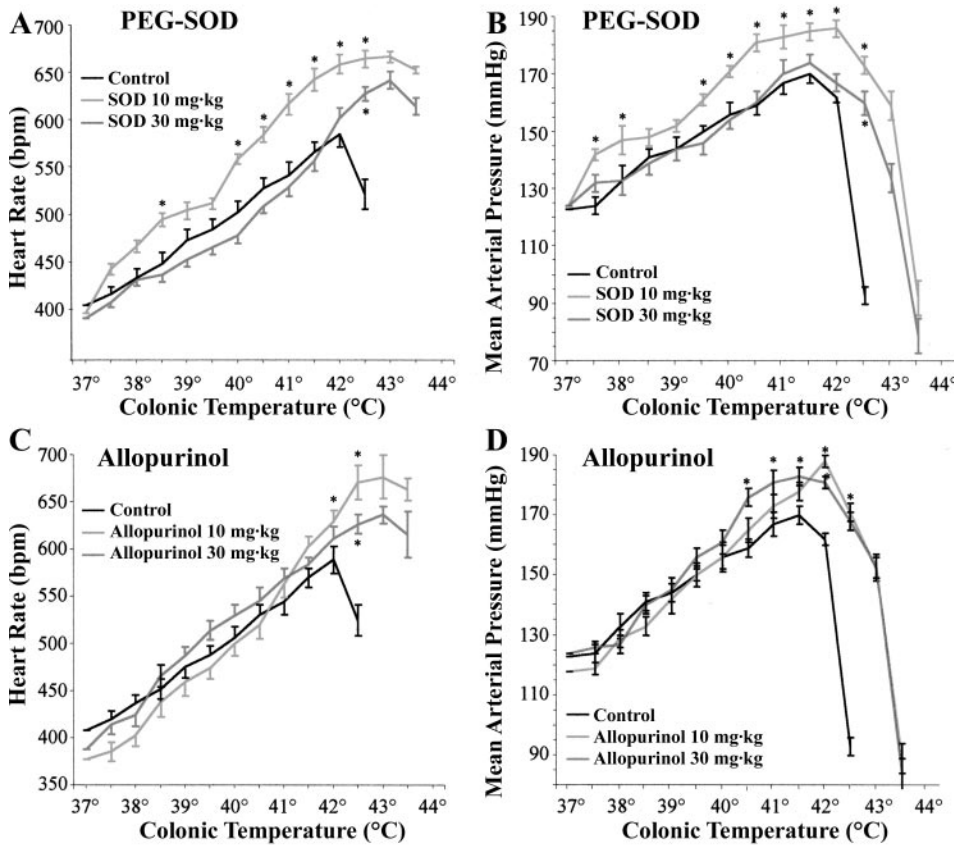 A PEG-SOD
Heart Rate (bpm)
700
650
600
550
500
450
400
Control
SOD 10 mg·kg
SOD 30 mg·kg
*
*
*
*
*
*
*
*
37° 38° 39° 40° 41° 42° 43° 44°
Colonic Temperature (°C)
B PEG-SOD
Mean Arterial Pressure (mmHg)
190
170
150
130
110
90
70
Control
SOD 10 mg·kg
SOD 30 mg·kg
*
*
*
*
*
*
*
*
*
*
37° 38° 39° 40° 41° 42° 43° 44°
Colonic Temperature (°C)
C Allopurinol
Heart Rate (bpm)
700
650
600
550
500
450
400
350
Control
Allopurinol 10 mg·kg
Allopurinol 30 mg·kg
*
*
*
37° 38° 39° 40° 41° 42° 43° 44°
Colonic Temperature (°C)
D Allopurinol
Mean Arterial Pressure (mmHg)
190
170
150
130
110
90
Control
Allopurinol 10 mg·kg
Allopurinol 30 mg·kg
*
*
*
*
*
*
37° 38° 39° 40° 41° 42° 43° 44°
Colonic Temperature (°C)